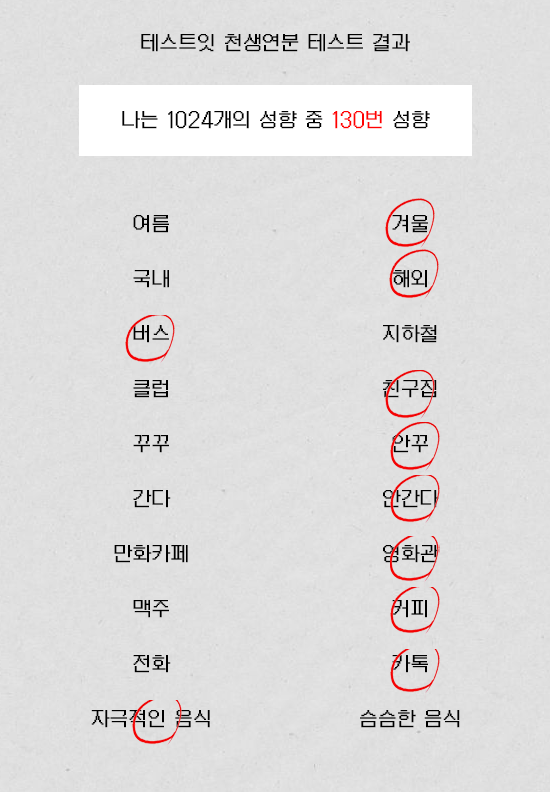 테스트잇 천생연분 테스트 결과
나는 1024개의 성향 중 130번 성향
여름 겨울
국내 해외
버스 지하철
클럽 친구집
꾸꾸 안꾸
간다 안간다
만화카페 영화관
맥주 커피
전화 카톡
자극적인 음식 슴슴한 음식